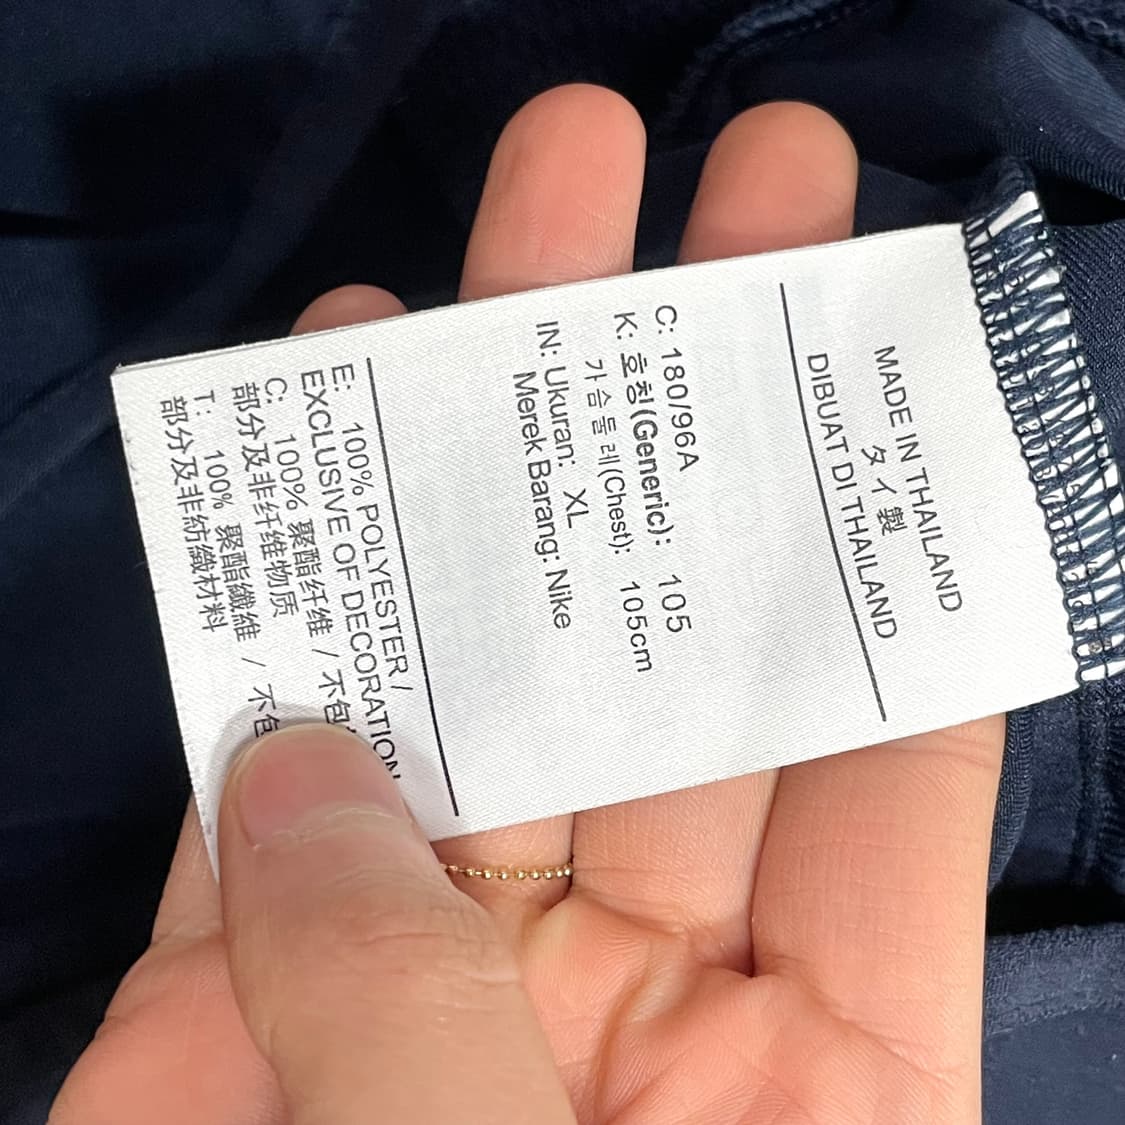 MADE IN THAILAND
タイ製
DIBUAT DI THAILAND
C: 180/96A
K: 호칭(Generic): 105
가슴둘레(Chest): 105cm
IN: Ukuran: XL
Merek Barang: Nike
E: 100% POLYESTER /
EXCLUSIVE OF DECORATION
C: 100% 聚酯纤维 / 不包
部分及非纤维物质
T: 100% 聚酯纖維 / 不包
部分及非紡織材料